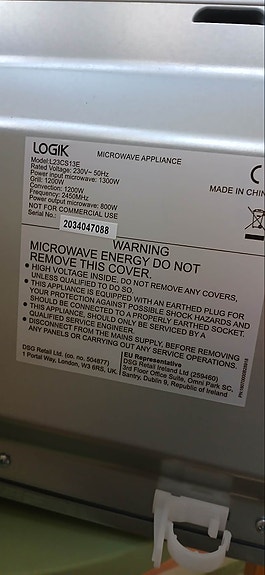 LOGIK
MICROWAVE APPLIANCE
Model:L23CS13E
Rated Voltage: 230V~ 50Hz
Power input microwave: 1300W
Grill: 1200W
Convection: 1200W
Frequency: 2450MHz
Power output microwave: 800W
NOT FOR COMMERCIAL USE
Serial No.: 2034047088
MADE IN CHIN
WARNING
MICROWAVE ENERGY DO NOT
REMOVE THIS COVER.
• HIGH VOLTAGE INSIDE. DO NOT REMOVE ANY COVERS,
UNLESS QUALIFIED TO DO SO.
• THIS APPLIANCE IS EQUIPPED WITH AN EARTHED PLUG FOR
YOUR PROTECTION AGAINST POSSIBLE SHOCK HAZARDS AND
SHOULD BE CONNECTED TO A PROPERLY EARTHED SOCKET.
• THIS APPLIANCE, SHOULD ONLY BE SERVICED BY A
QUALIFIED SERVICE ENGINEER.
• DISCONNECT FROM THE MAINS SUPPLY, BEFORE REMOVING
ANY PANELS OR CARRYING OUT ANY SERVICE OPERATIONS.
DSG Retail Ltd. (co. no. 504877)
1 Portal Way, London, W3 6RS, UK.
EU Representative
DSG Retail Ireland Ltd (259460)
3rd Floor Office Suite, Omni Park SC,
Santry, Dublin 9, Republic of Ireland